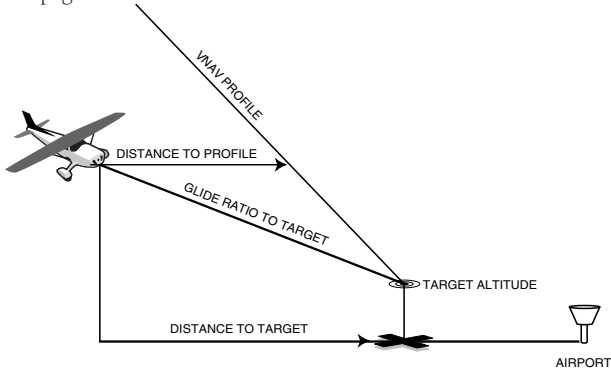 VNAV PROFILE
DISTANCE TO PROFILE
GLIDE RATIO TO TARGET
TARGET ALTITUDE
DISTANCE TO TARGET
AIRPORT